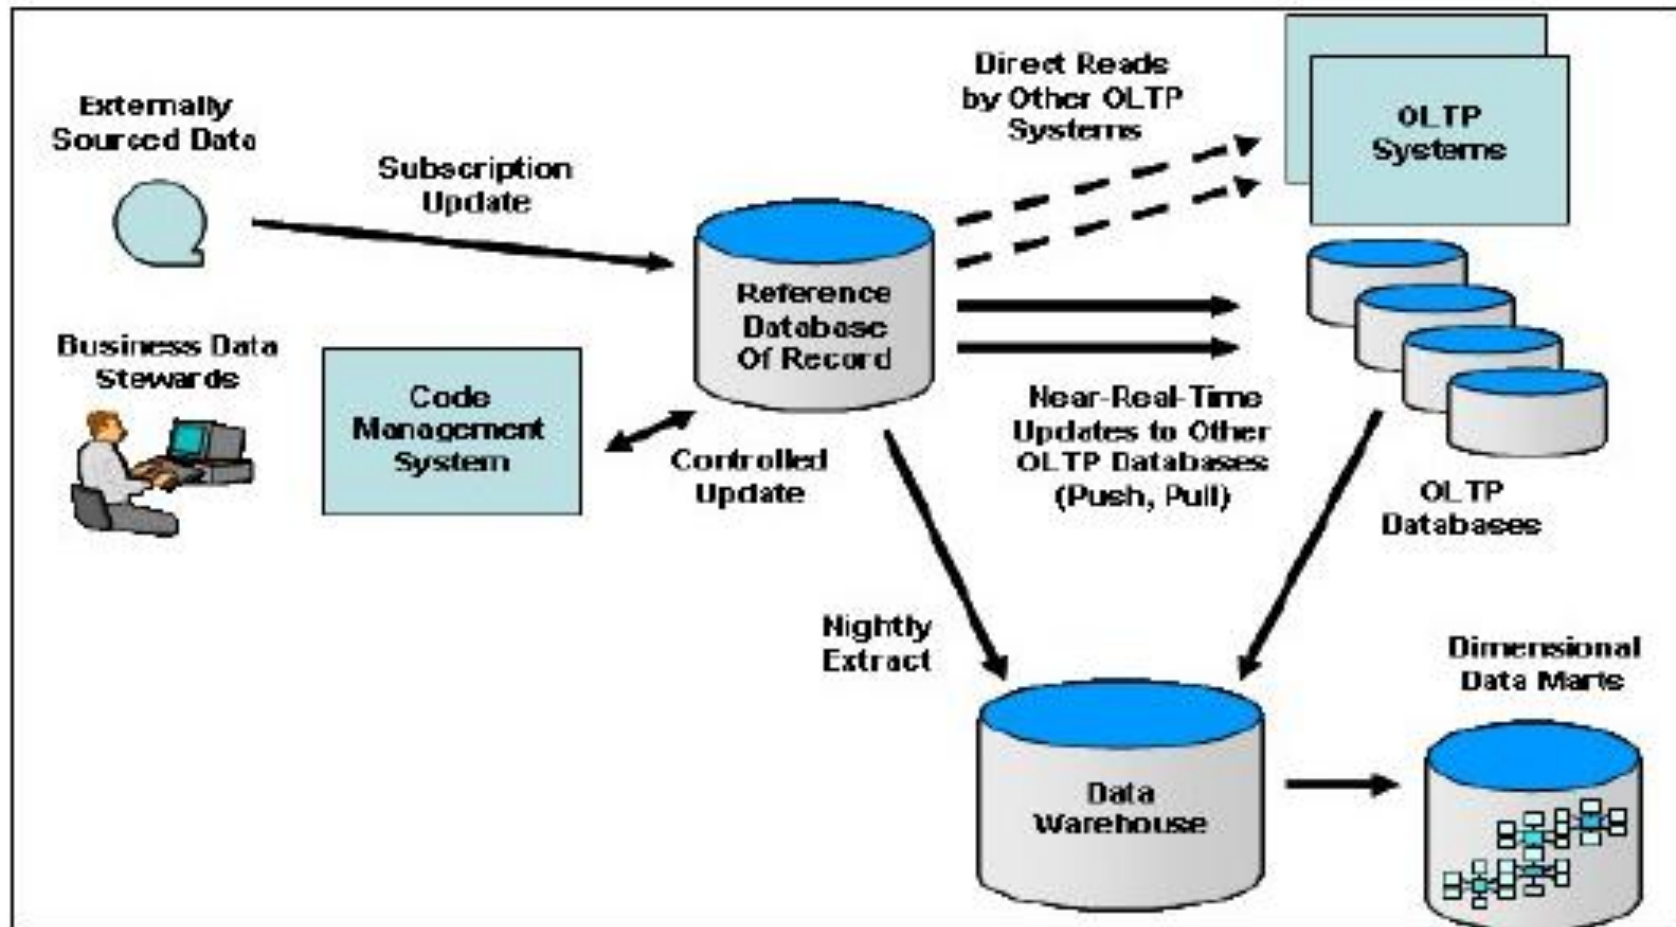 Externally
Sourced Data
Subscription
Update
Direct Reads
by Other OLTP
Systems
OLTP
Systems
Business Data
Stewards
Code
Management
System
Controlled
Update
Reference
Database
Of Record
Near-Real-Time
Updates to Other
OLTP Databases
(Push, Pull)
OLTP
Databases
Nightly
Extract
Data
Warehouse
Dimensional
Data Marts